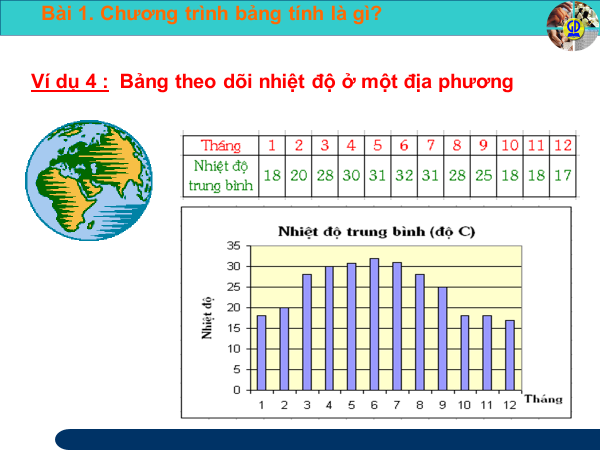 Bài 1. Chương trình bảng tính là gì?
Ví dụ 4 : Bảng theo dõi nhiệt độ ở một địa phương
Tháng 1 2 3 4 5 6 7 8 9 10 11 12
Nhiệt độ trung bình 18 20 28 30 31 32 31 28 25 18 18 17
Nhiệt độ trung bình (độ C)
Nhiệt độ
35
30
25
20
15
10
5
0
1 2 3 4 5 6 7 8 9 10 11 12
Tháng